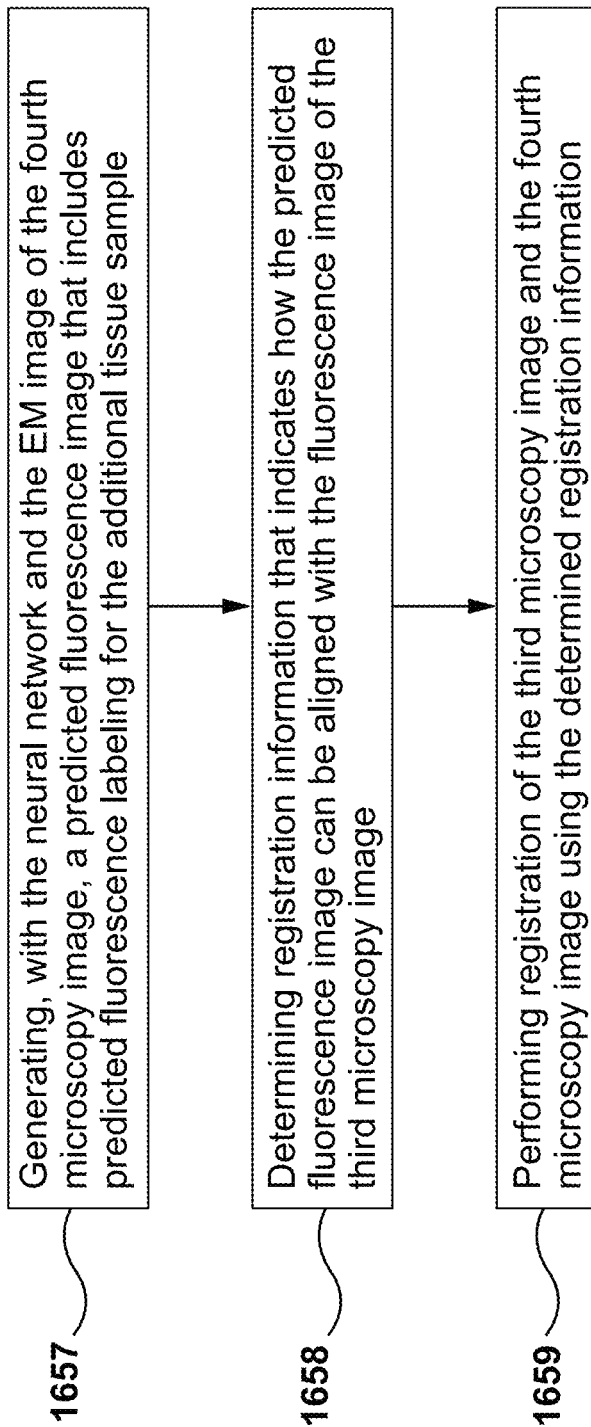 1657
Generating, with the neural network and the EM image of the fourth
microscopy image, a predicted fluorescence image that includes
predicted fluorescence labeling for the additional tissue sample
1658
Determining registration information that indicates how the predicted
fluorescence image can be aligned with the fluorescence image of the
third microscopy image
1659
Performing registration of the third microscopy image and the fourth
microscopy image using the determined registration information